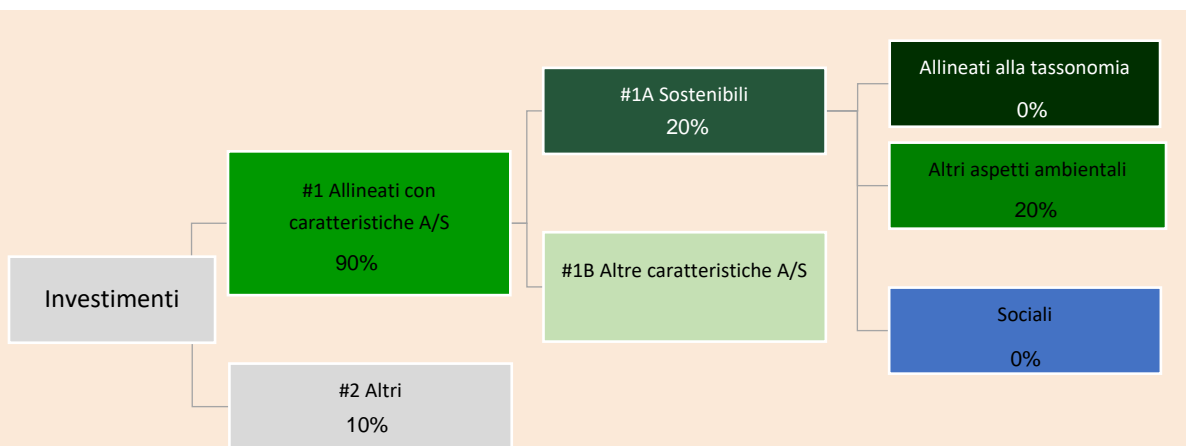 Investimenti
#1 Allineati con
caratteristiche A/S
90%
#2 Altri
10%
#1A Sostenibili
20%
#1B Altre caratteristiche A/S
Allineati alla tassonomia
0%
Altri aspetti ambientali
20%
Sociali
0%